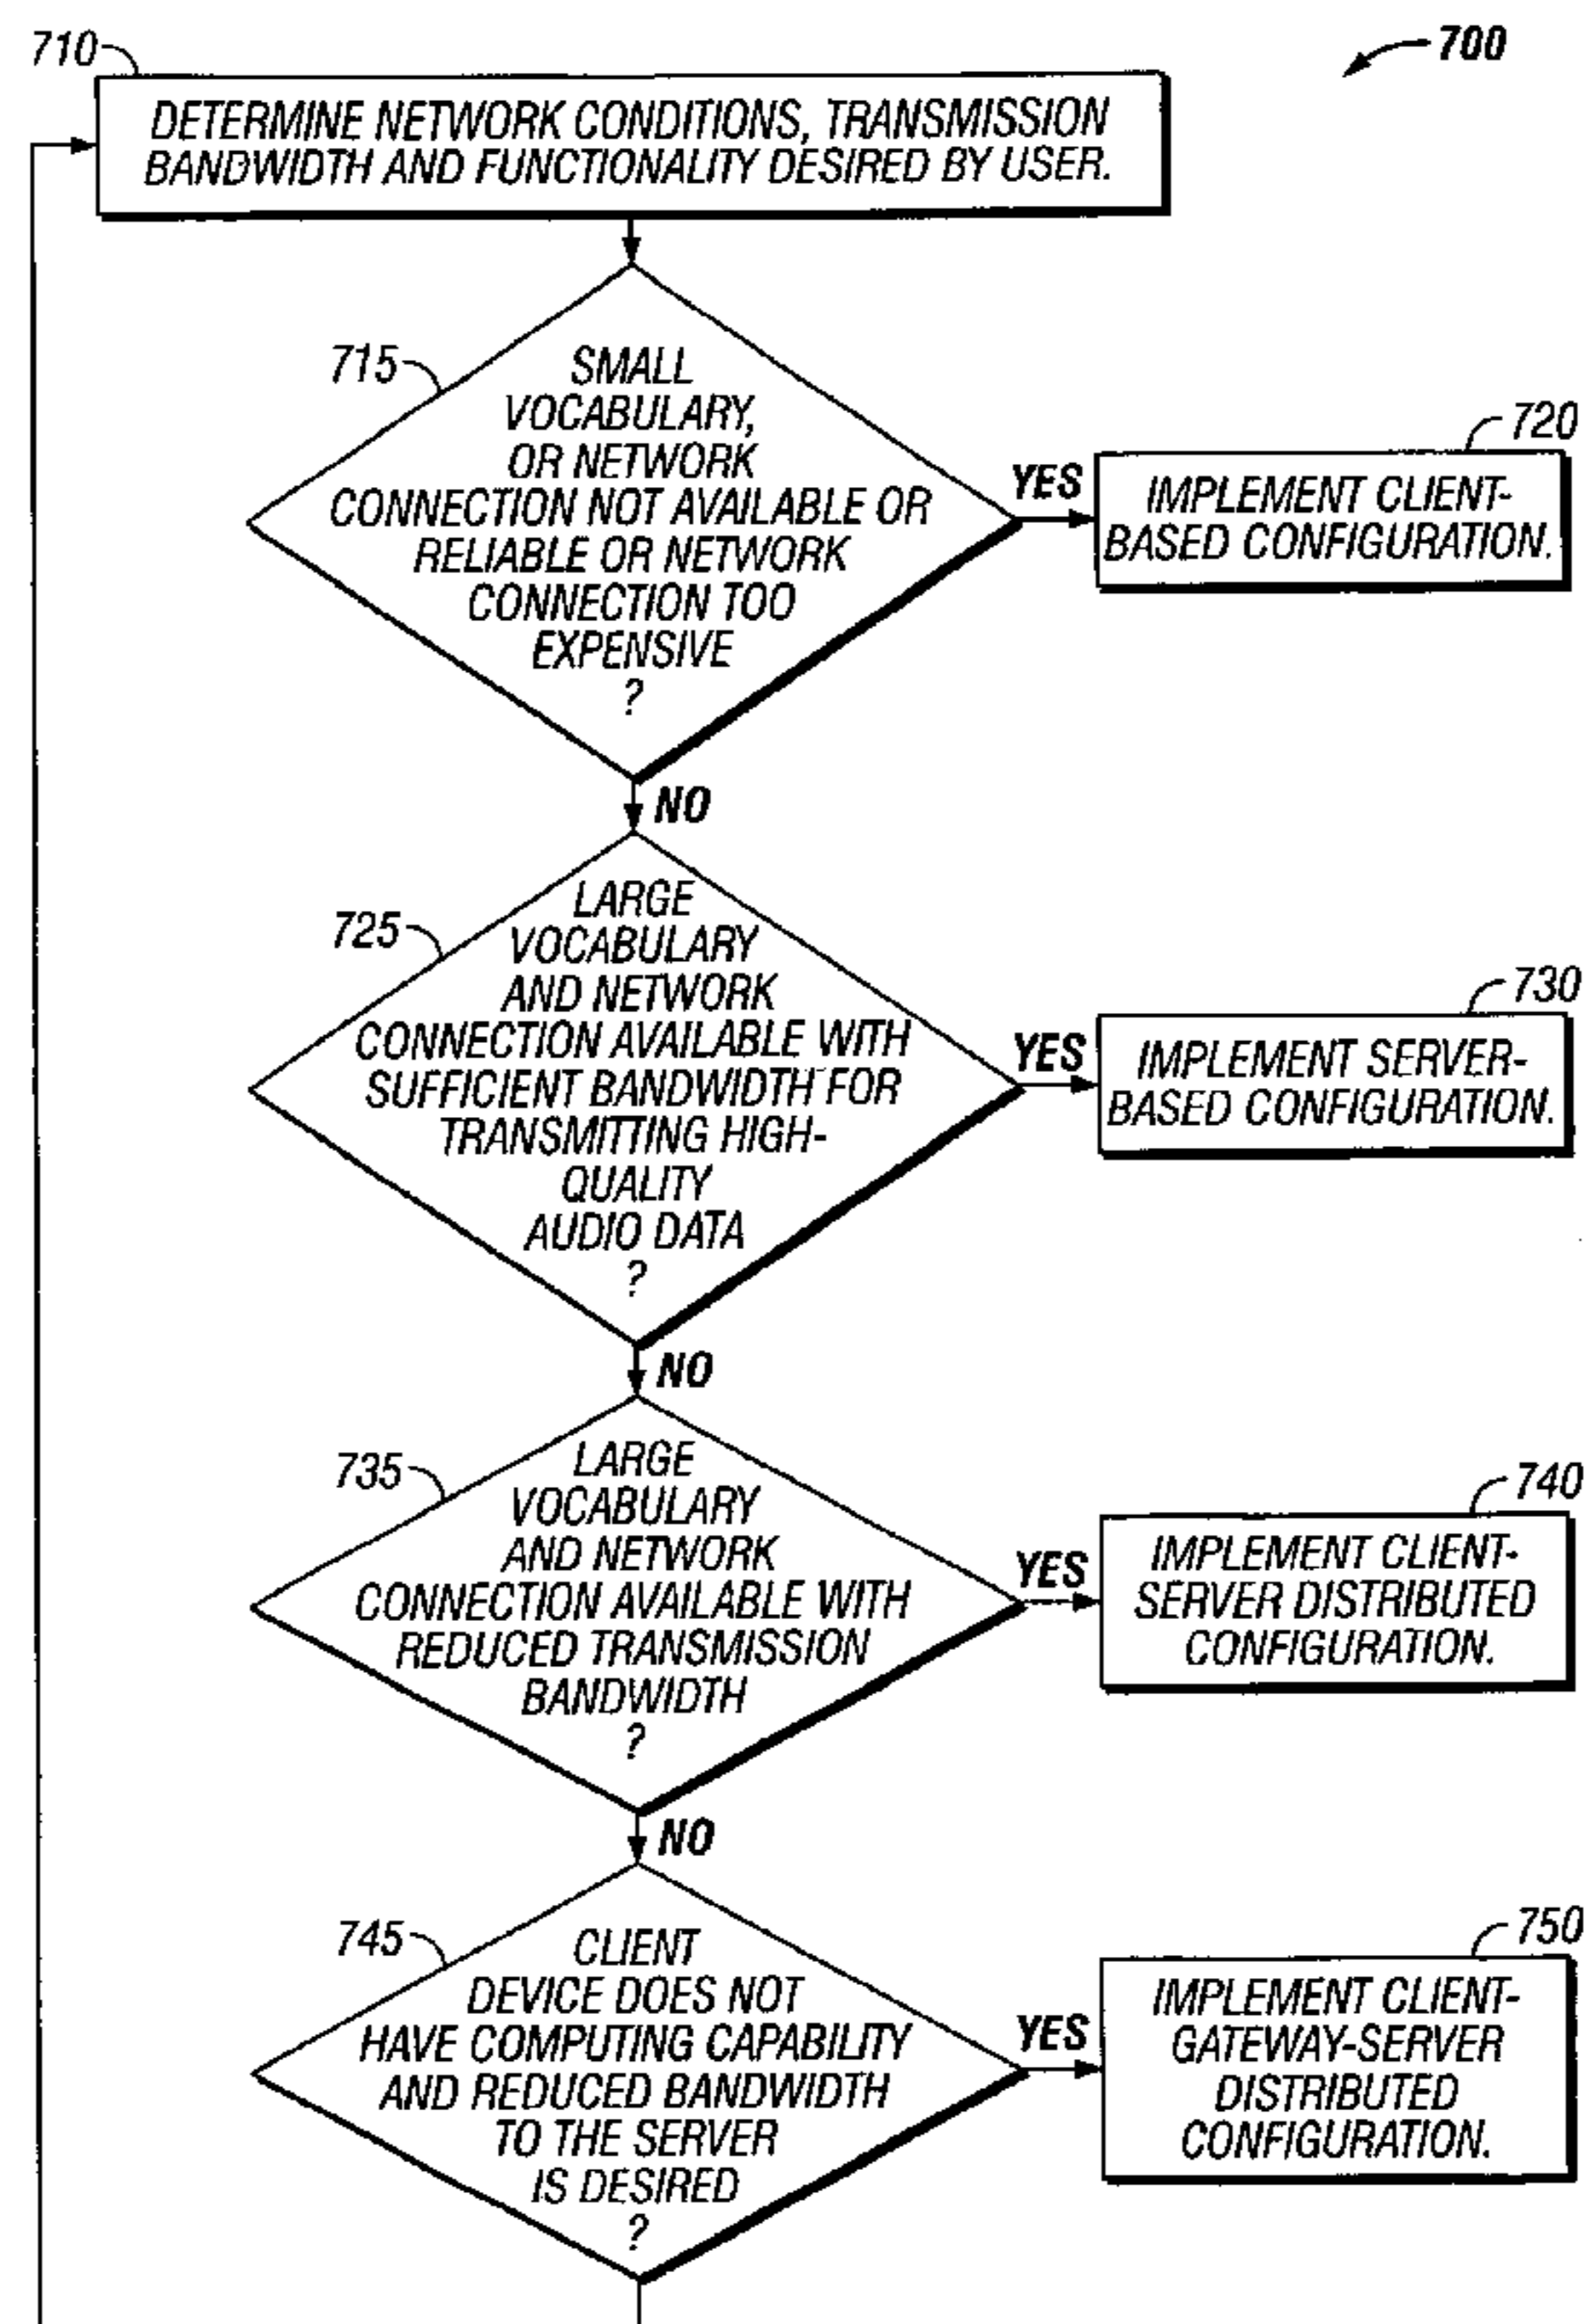 710
700
DETERMINE NETWORK CONDITIONS, TRANSMISSION
BANDWIDTH AND FUNCTIONALITY DESIRED BY USER.
715
SMALL
VOCABULARY,
OR NETWORK
CONNECTION NOT AVAILABLE OR
RELIABLE OR NETWORK
CONNECTION TOO
EXPENSIVE
?
YES
720
IMPLEMENT CLIENT-
BASED CONFIGURATION.
NO
725
LARGE
VOCABULARY
AND NETWORK
CONNECTION AVAILABLE WITH
SUFFICIENT BANDWIDTH FOR
TRANSMITTING HIGH-
QUALITY
AUDIO DATA
?
YES
730
IMPLEMENT SERVER-
BASED CONFIGURATION.
NO
735
LARGE
VOCABULARY
AND NETWORK
CONNECTION AVAILABLE WITH
REDUCED TRANSMISSION
BANDWIDTH
?
YES
740
IMPLEMENT CLIENT-
SERVER DISTRIBUTED
CONFIGURATION.
NO
745
CLIENT
DEVICE DOES NOT
HAVE COMPUTING CAPABILITY
AND REDUCED BANDWIDTH
TO THE SERVER
IS DESIRED
?
YES
750
IMPLEMENT CLIENT-
GATEWAY-SERVER
DISTRIBUTED
CONFIGURATION.